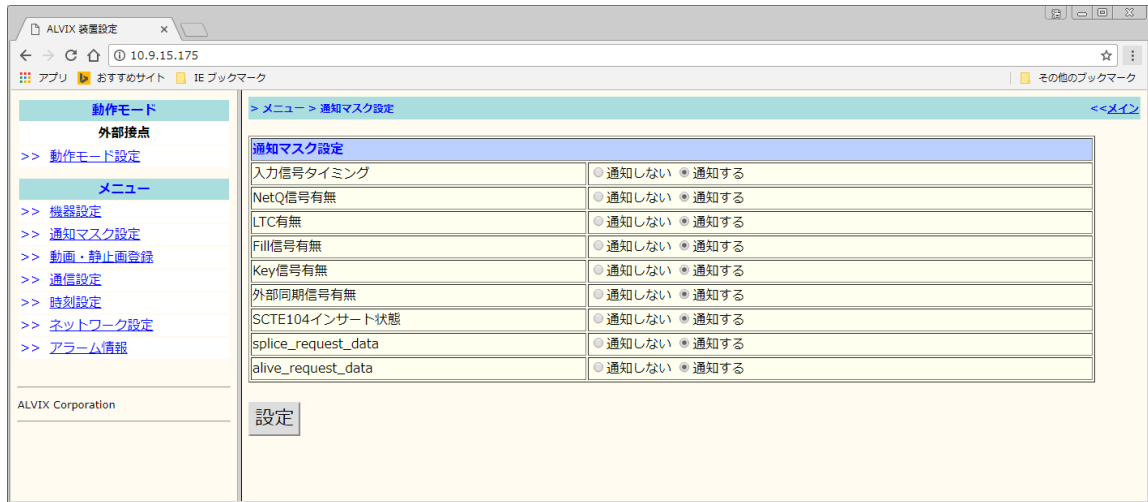 ALVIX 装置設定
10.9.15.175
アプリ おすすめサイト IE ブックマーク その他のブックマーク
動作モード
外部接点
>> 動作モード設定
メニュー
>> 機器設定
>> 通知マスク設定
>> 動画・静止画登録
>> 通信設定
>> 時刻設定
>> ネットワーク設定
>> アラーム情報
ALVIX Corporation
> メニュー > 通知マスク設定 <<メイン
通知マスク設定
入力信号タイミング 通知しない 通知する
NetQ信号有無 通知しない 通知する
LTC有無 通知しない 通知する
Fill信号有無 通知しない 通知する
Key信号有無 通知しない 通知する
外部同期信号有無 通知しない 通知する
SCTE104インサート状態 通知しない 通知する
splice_request_data 通知しない 通知する
alive_request_data 通知しない 通知する
設定